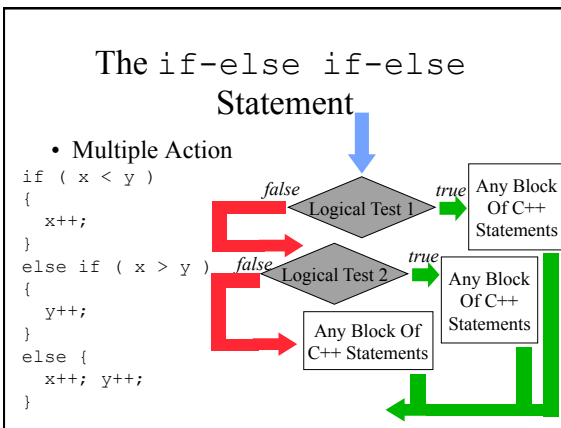 The if-else if-else
Statement
• Multiple Action
if ( x < y )
{
x++;
}
else if ( x > y )
{
y++;
}
else {
x++; y++;
}
false
Logical Test 1
true
Any Block
Of C++
Statements
false
Logical Test 2
true
Any Block
Of C++
Statements
Any Block Of
C++ Statements